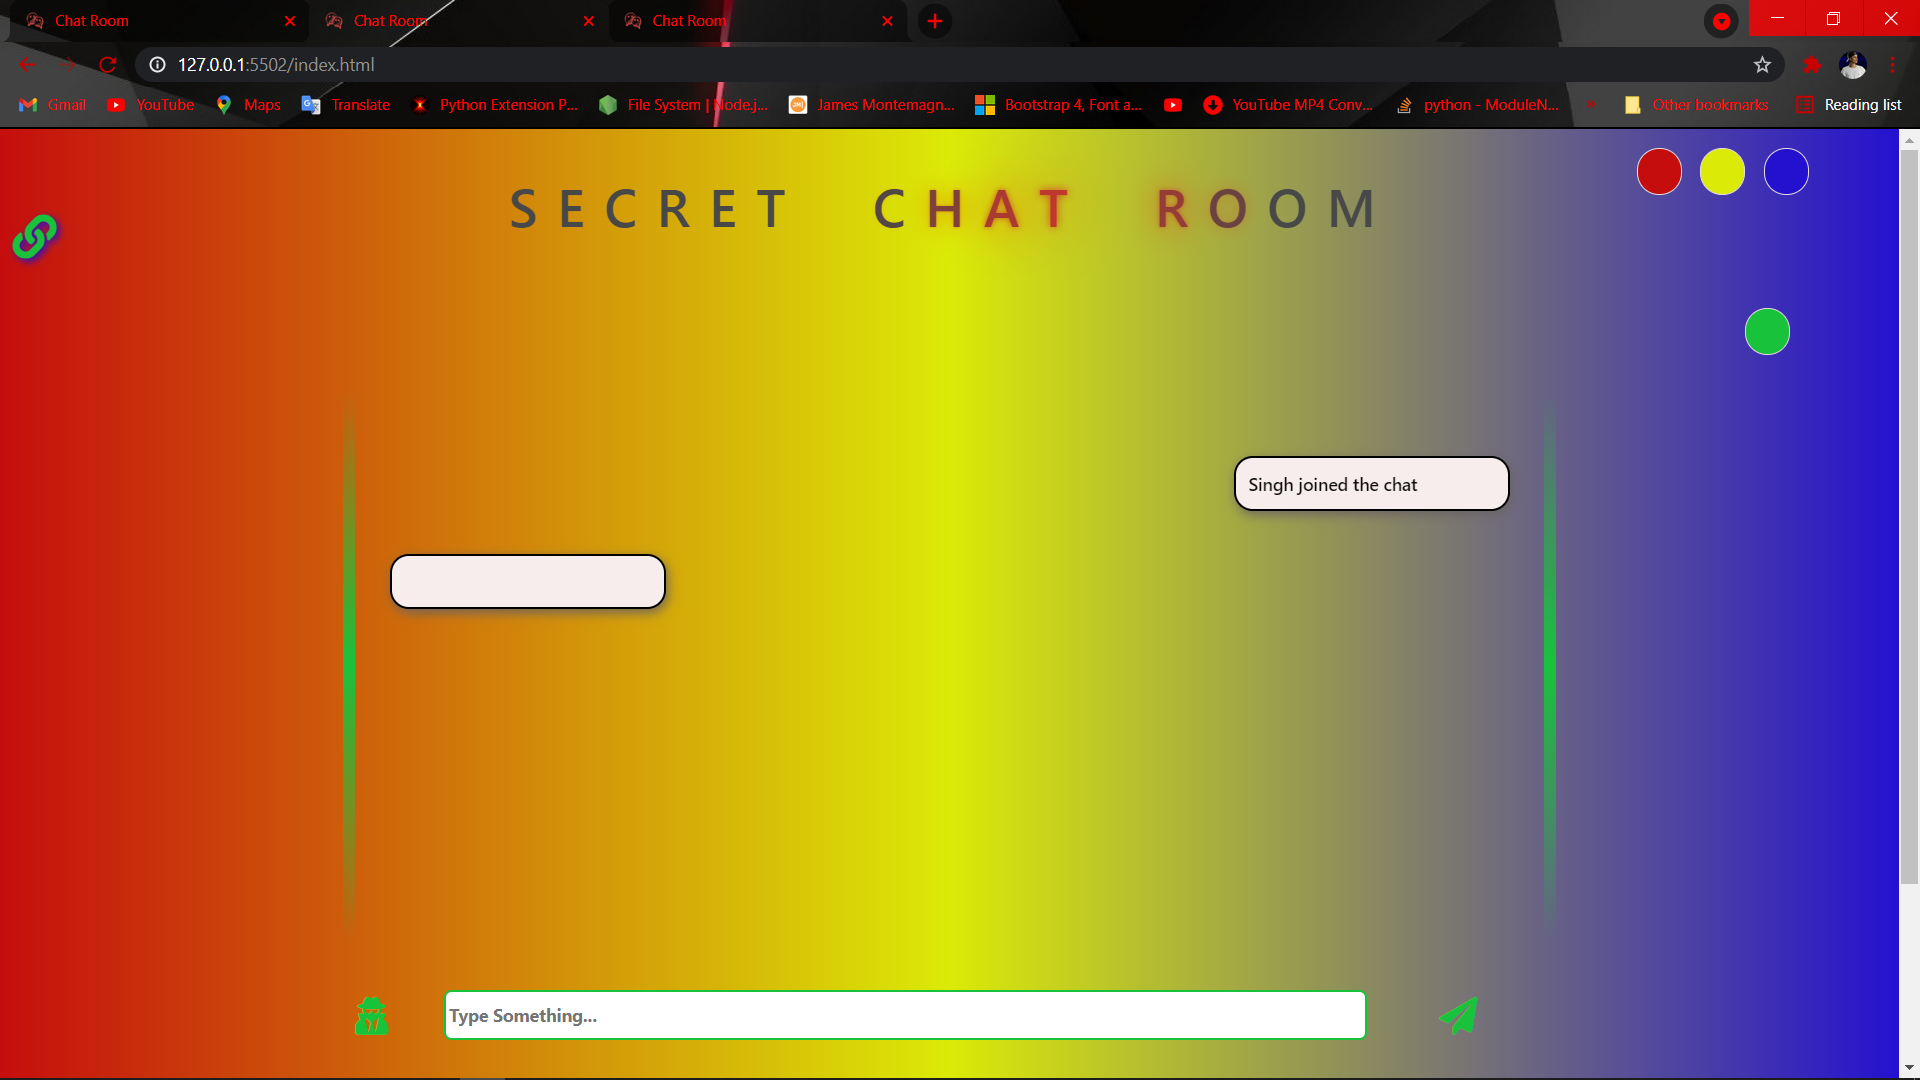 Chat Room
Chat Room
Chat Room
127.0.0.1:5502/index.html
Gmail
YouTube
Maps
Translate
Python Extension P...
File System | Node.j...
James Montemagn...
Bootstrap 4, Font a...
YouTube MP4 Conv...
python - ModuleN...
»
Other bookmarks
Reading list
SECRET CHAT ROOM
Singh joined the chat
Type Something...